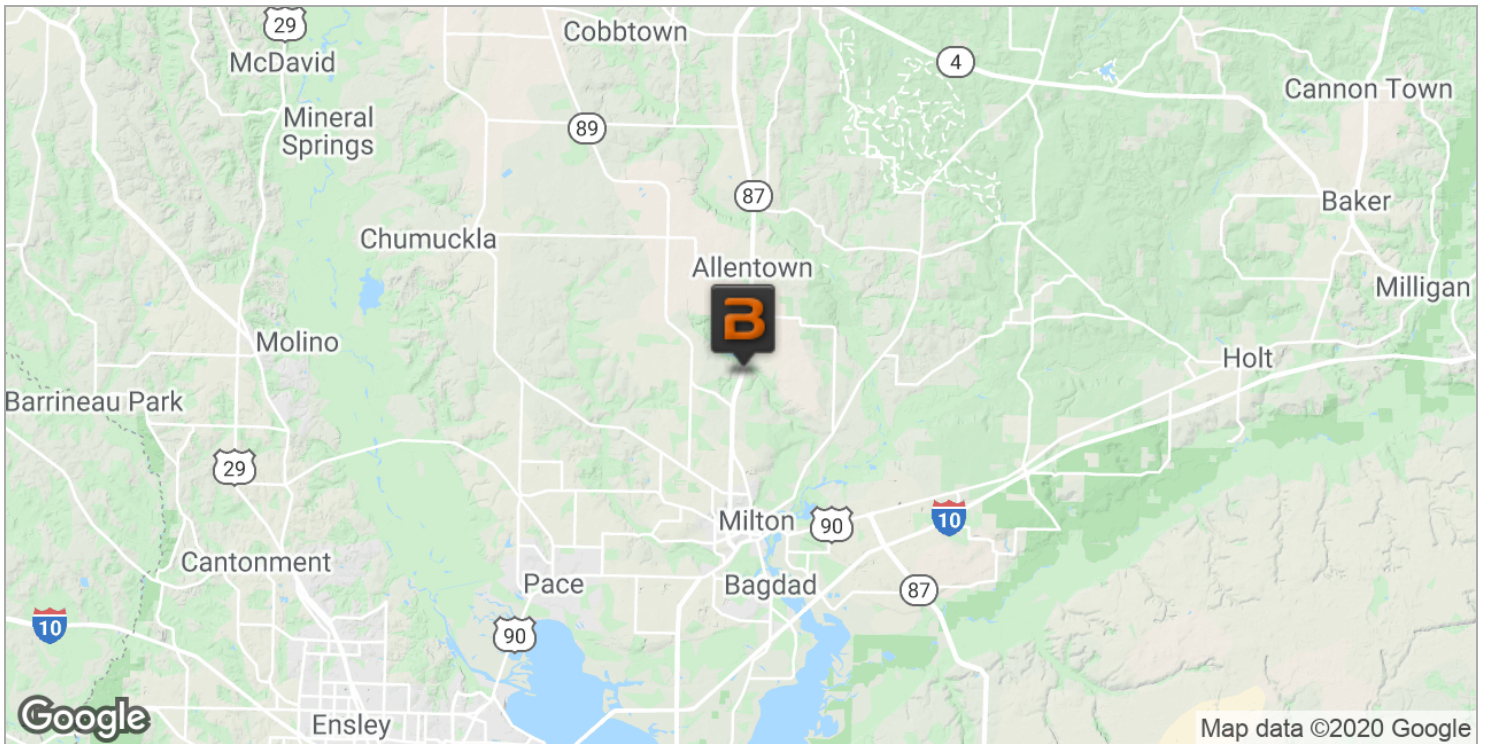 29
McDavid
Cobbtown
4
Cannon Town
Mineral
Springs
89
87
Baker
Chumuckla
Allentown
Milligan
B
Molino
Holt
Barrineau Park
29
Milton
90
10
Cantonment
Pace
Bagdad
87
10
90
Google
Ensley
Map data ©2020 Google